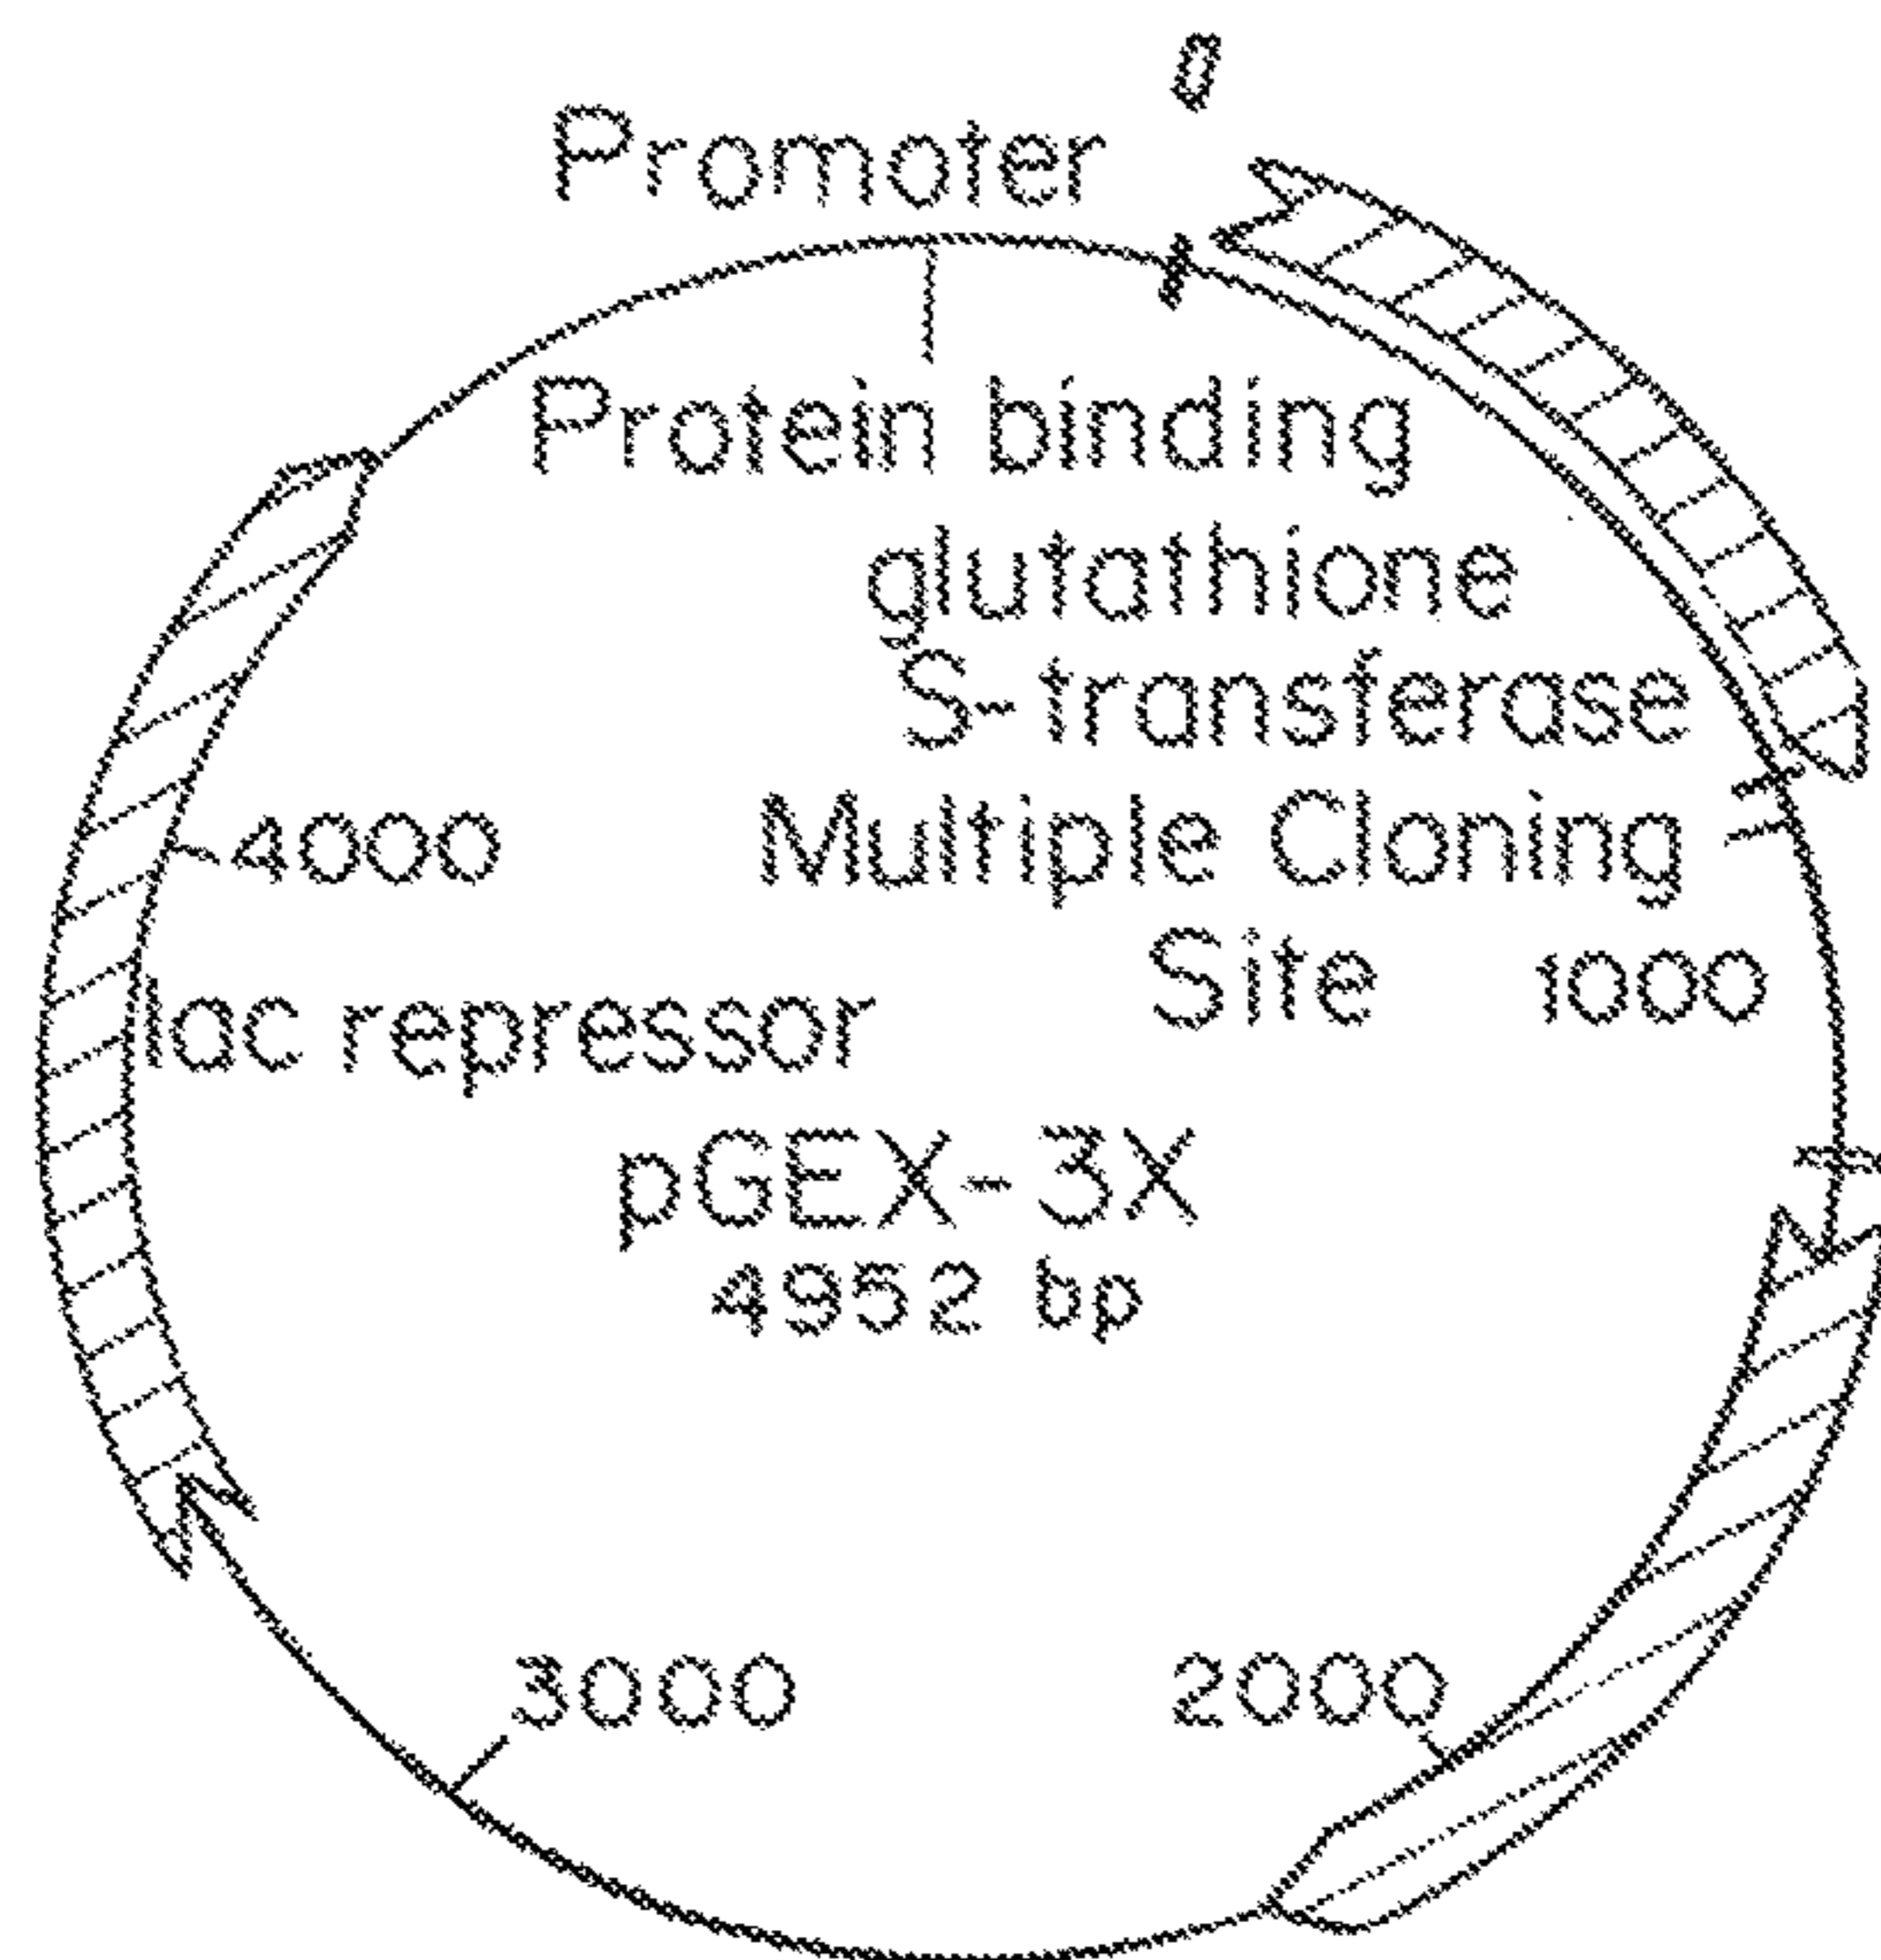 0
Promoter
Protein binding
glutathione
S-transferase
4000
Multiple Cloning
Site
1000
lac repressor
pGEX-3X
4952 bp
3000
2000